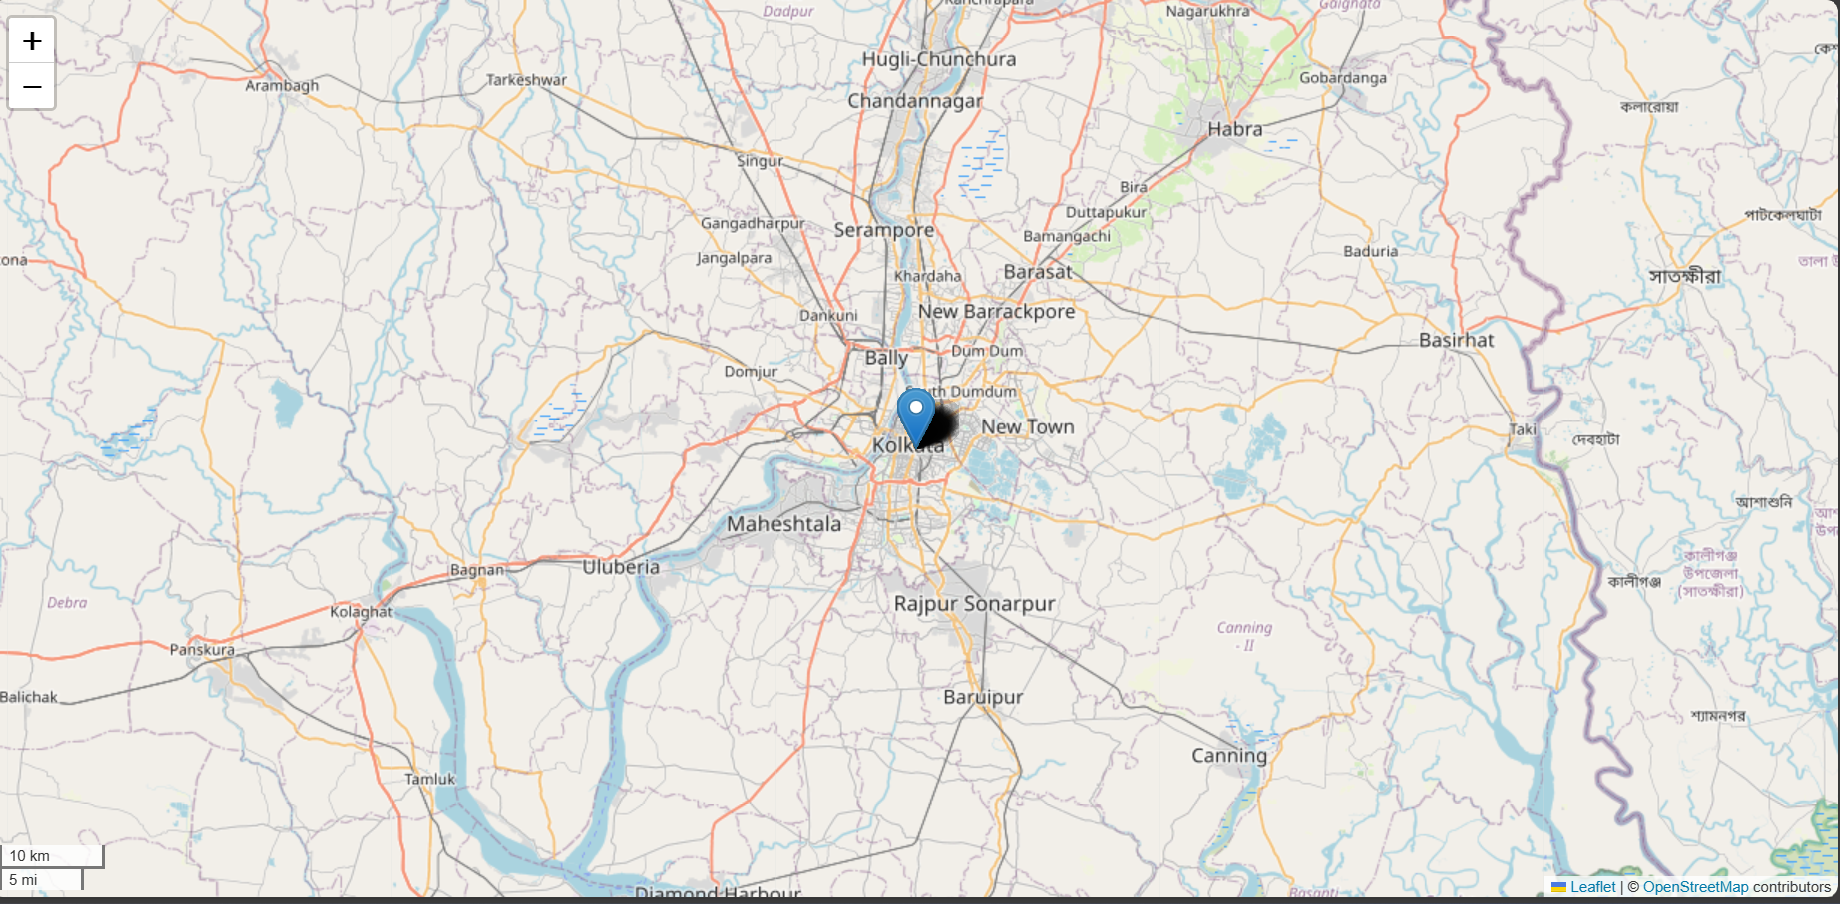 Dadpur
Kanchrapara
Nagarukhra
Gaighata
+
−
Hugli-Chunchura
Arambagh
Tarkeshwar
Gobardanga
Chandannagar
কলারোয়া
Habra
Singur
Bira
Gangadharpur
Duttapukur
পাটকেলঘাটা
Serampore
Bamangachi
Jangalpara
Baduria
Khardaha
Barasat
সাতক্ষীরা
Dankuni
New Barrackpore
Basirhat
Bally
Dum Dum
Domjur
South Dumdum
Kolkata
New Town
Taki
দেবহাটা
আশাশুনি
Maheshtala
Uluberia
Bagnan
কালীগঞ্জ
উপজেলা
(সাতক্ষীরা)
কালীগঞ্জ
Debra
Kolaghat
Rajpur Sonarpur
Canning
- II
Panskura
Balichak
Baruipur
শ্যামনগর
Canning
Tamluk
10 km
5 mi
Diamond Harbour
Basanti
Leaflet | © OpenStreetMap contributors